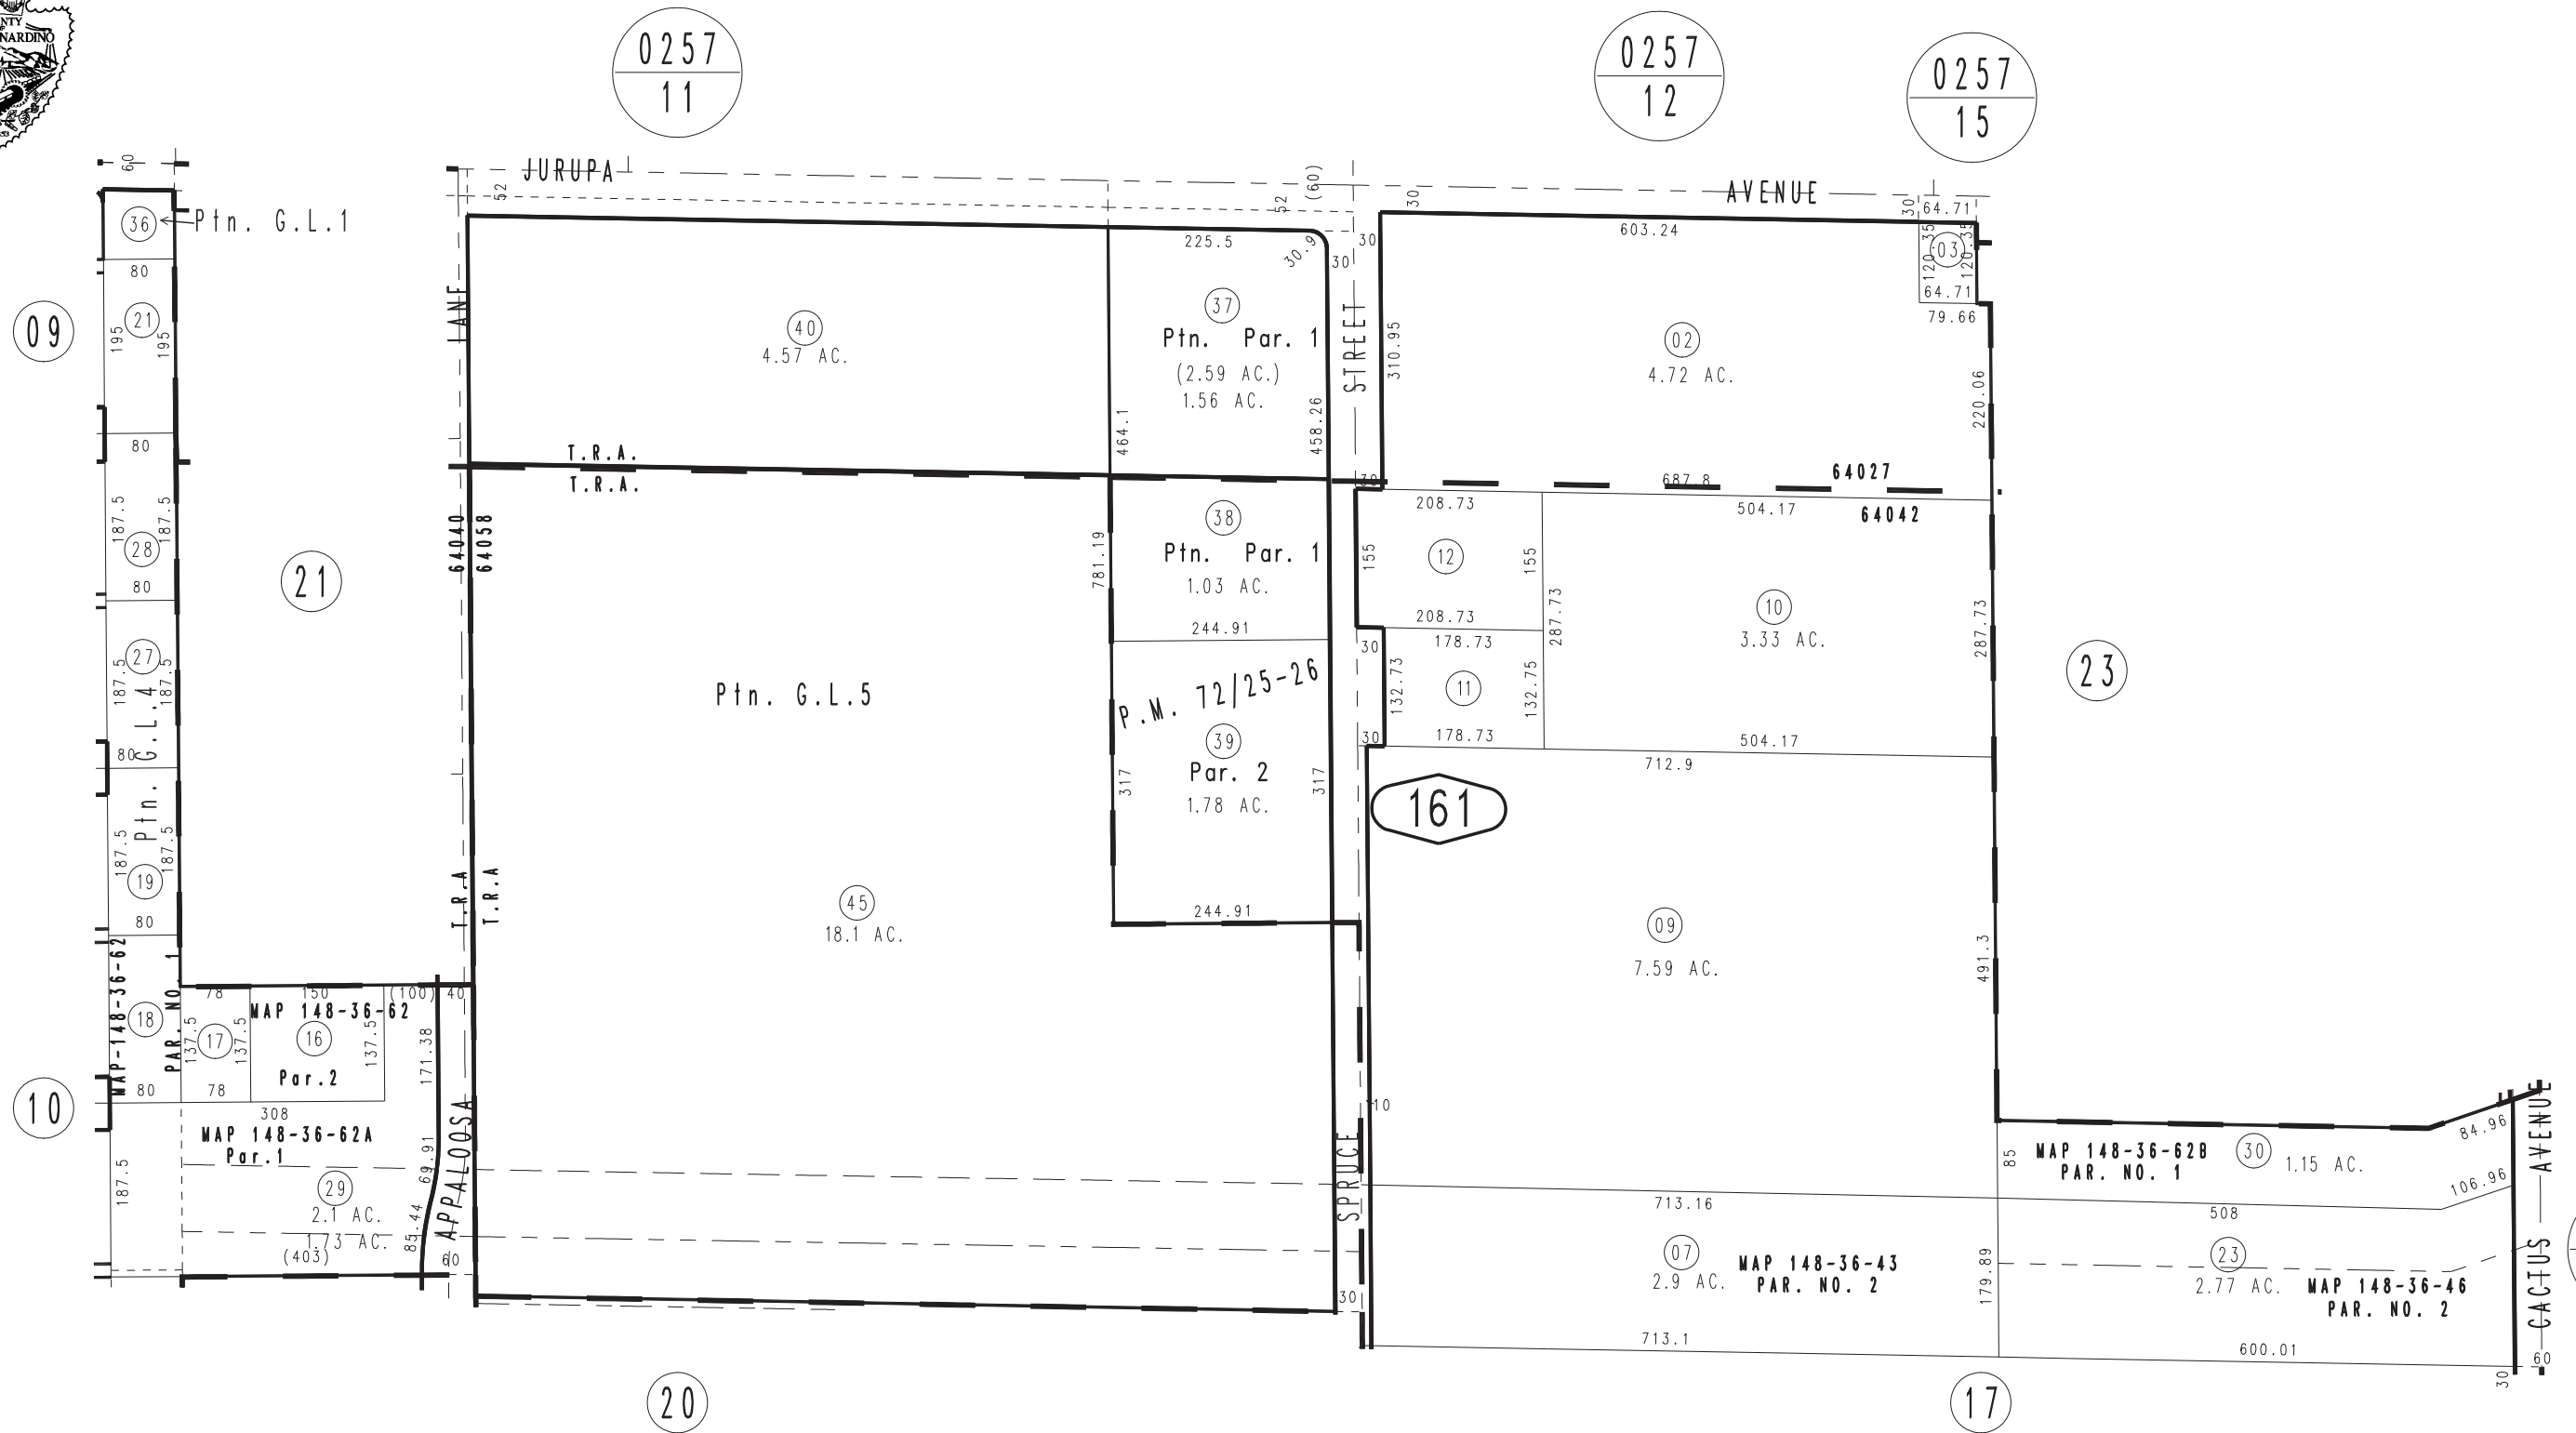 NTY
NARDINO
0257
11
0257
12
0257
15
60
JURUPA
AVENUE
52
52
(60)
30
30
64.71
36
Ptn. G.L.1
80
225.5
30.9
30
30
603.24
120.35
03
120.35
64.71
79.66
09
21
195
195
LANE
40
4.57 AC.
37
Ptn. Par. 1
(2.59 AC.)
1.56 AC.
464.1
458.26
STREET
310.95
02
4.72 AC.
220.06
80
T.R.A.
T.R.A.
30
687.8
64027
64042
187.5
187.5
28
80
21
64040
64058
781.19
38
Ptn. Par. 1
1.03 AC.
244.91
208.73
504.17
155
12
155
208.73
178.73
287.73
10
3.33 AC.
287.73
30
132.73
11
132.75
30
178.73
504.17
712.9
23
27
187.5
187.5
Ptn. G.L.4
80
Ptn. G.L.5
P.M. 72/25-26
39
Par. 2
1.78 AC.
317
317
244.91
161
187.5
187.5
19
80
T.R.A
T.R.A
45
18.1 AC.
09
7.59 AC.
491.3
MAP-148-36-62
PAR. NO. 1
18
80
78
150
(100)
40
MAP 148-36-62
137.5
17
137.5
16
137.5
Par.2
171.38
78
308
10
MAP 148-36-62A
Par.1
187.5
69.91
29
2.1 AC.
1.73 AC.
(403)
85.44
APPALOOSA
60
SPRUCE
110
30
84.96
MAP 148-36-62B
PAR. NO. 1
30
1.15 AC.
85
106.96
713.16
508
07
2.9 AC.
MAP 148-36-43
PAR. NO. 2
179.89
23
2.77 AC.
MAP 148-36-46
PAR. NO. 2
CACTUS AVENUE
713.1
600.01
60
30
20
17